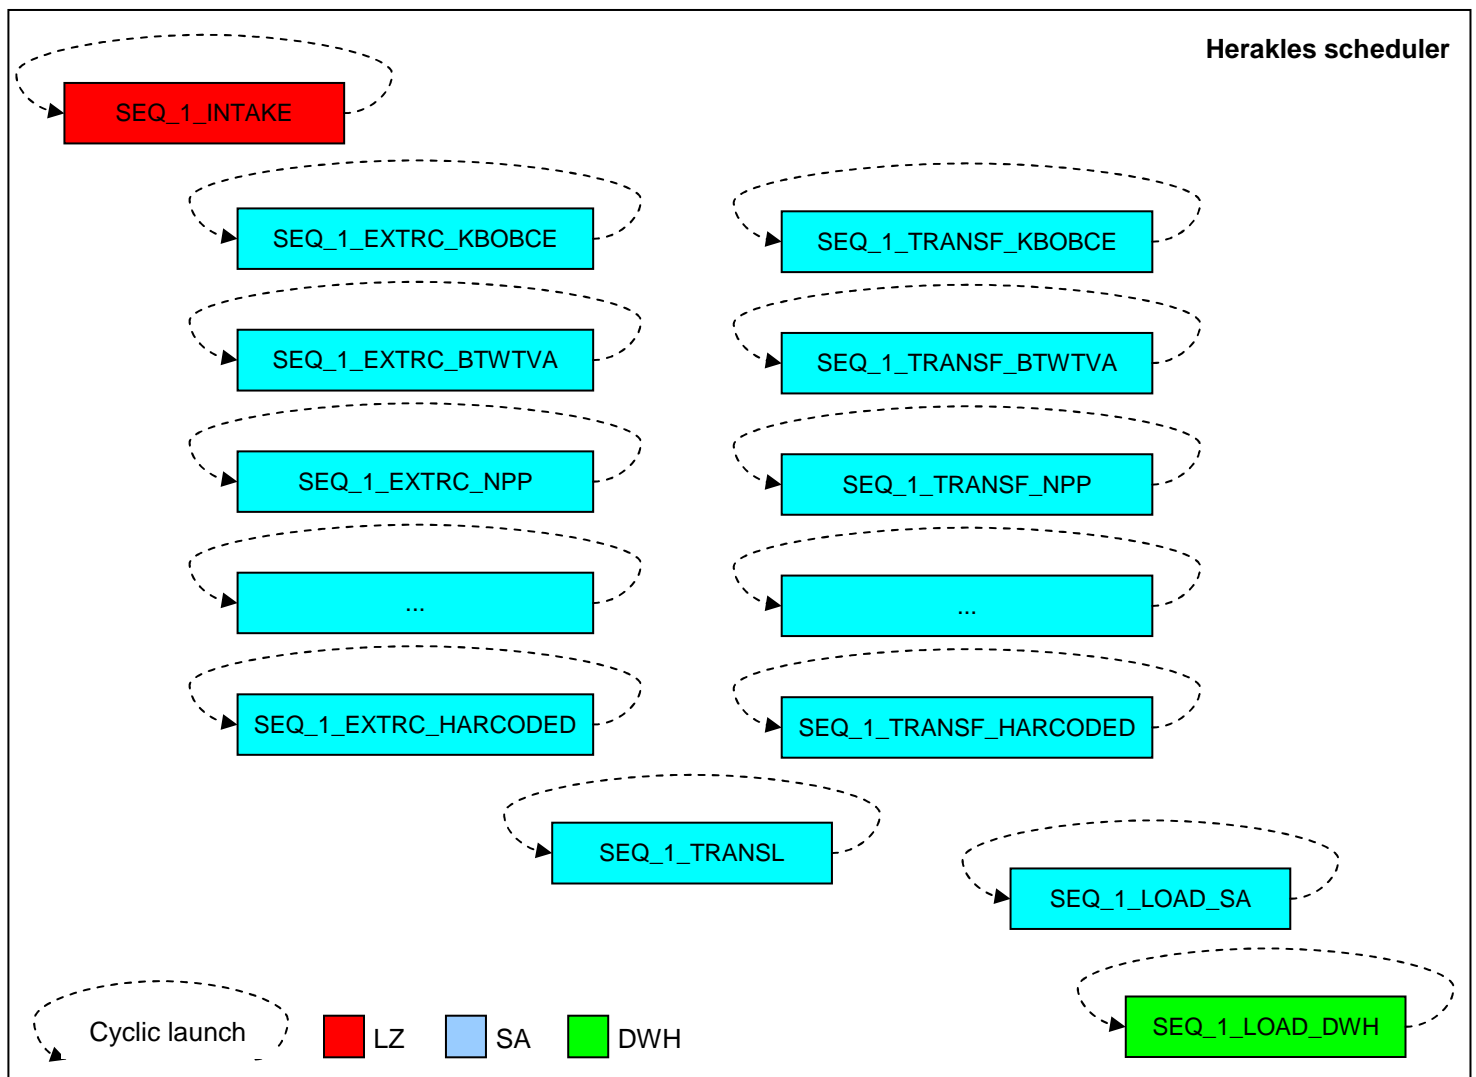 Herakles scheduler
SEQ_1_INTAKE
SEQ_1_EXTRC_KBOBCE
SEQ_1_TRANSF_KBOBCE
SEQ_1_EXTRC_BTWTVA
SEQ_1_TRANSF_BTWTVA
SEQ_1_EXTRC_NPP
SEQ_1_TRANSF_NPP
...
...
SEQ_1_EXTRC_HARCODED
SEQ_1_TRANSF_HARCODED
SEQ_1_TRANSL
SEQ_1_LOAD_SA
SEQ_1_LOAD_DWH
Cyclic launch
LZ
SA
DWH